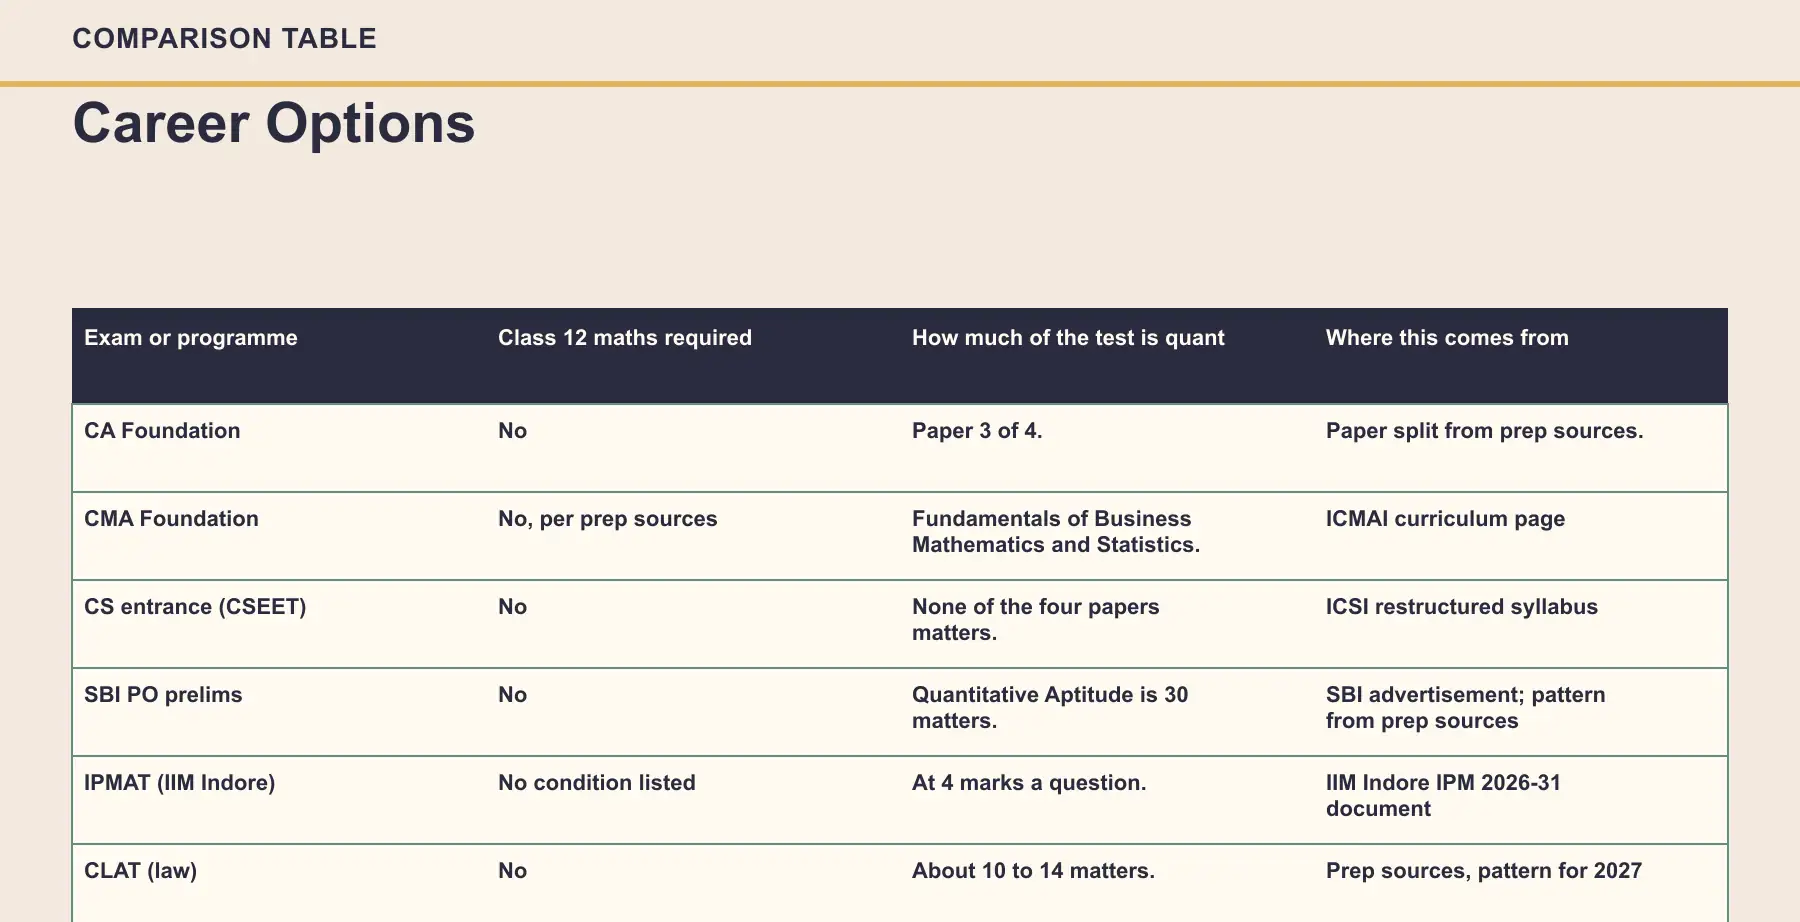 COMPARISON TABLE
Career Options
Exam or programme
Class 12 maths required
How much of the test is quant
Where this comes from
CA Foundation
No
Paper 3 of 4.
Paper split from prep sources.
CMA Foundation
No, per prep sources
Fundamentals of Business
Mathematics and Statistics.
ICMAI curriculum page
CS entrance (CSEET)
No
None of the four papers
matters.
ICSI restructured syllabus
SBI PO prelims
No
Quantitative Aptitude is 30
matters.
SBI advertisement; pattern
from prep sources
IPMAT (IIM Indore)
No condition listed
At 4 marks a question.
IIM Indore IPM 2026-31
document
CLAT (law)
No
About 10 to 14 matters.
Prep sources, pattern for 2027